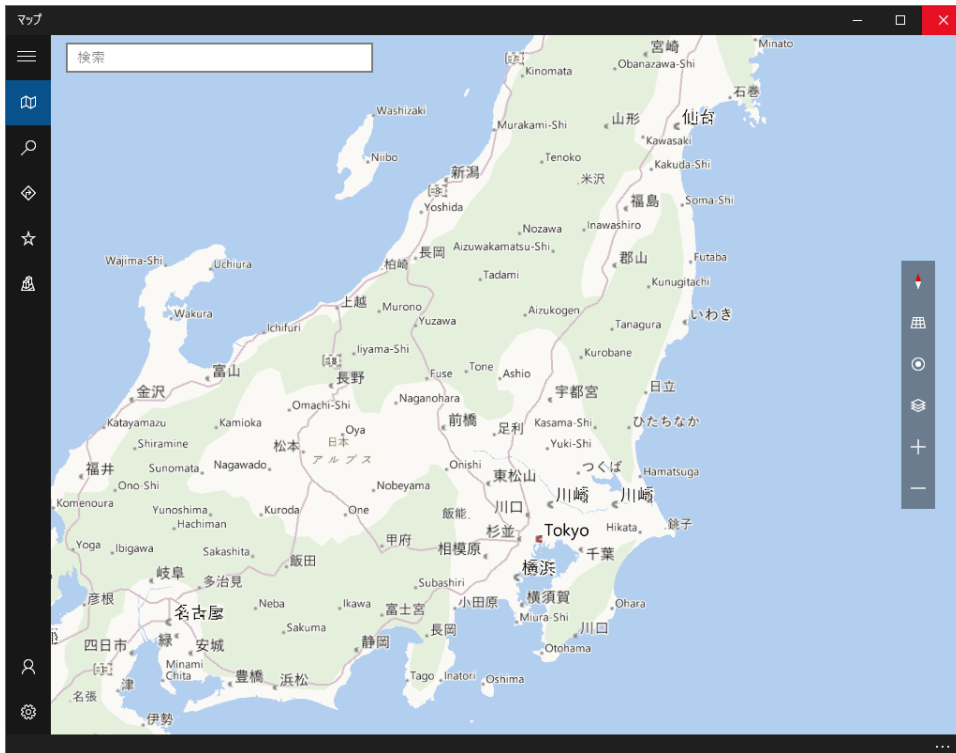 マップ
検索
宮崎
Minato
Obanazawa-Shi
Kinomata
石巻
Washizaki
Murakami-Shi
山形
仙台
Kawasaki
Niibo
Tenoko
Kakuda-Shi
新潟
米沢
福島
Soma-Shi
Yoshida
Nozawa
Inawashiro
長岡
Aizuwakamatsu-Shi
郡山
Futaba
Wajima-Shi
Uchiura
柏崎
Tadami
Kunugitachi
上越
Murono
Aizukogen
いわき
Wakura
Ichifuri
Yuzawa
Tanagura
Iiyama-Shi
Kurobane
富山
長野
Fuse
Tone
Ashio
金沢
Omachi-Shi
Naganohara
宇都宮
日立
Katayamazu
Kamioka
Oya
前橋
足利
Kasama-Shi
ひたちなか
Shiramine
松本
日本
アルプス
Yuki-Shi
福井
Sunomata
Nagawado
Onishi
東松山
つくば
Hamatsuga
Ono-Shi
Nobeyama
川崎
川崎
Komenoura
Yunoshima
Kuroda
One
飯能
川口
Hachiman
杉並
Tokyo
Hikata
銚子
Yoga
Ibigawa
Sakashita
飯田
甲府
相模原
千葉
岐阜
多治見
Subashiri
横浜
彦根
名古屋
Neba
Ikawa
富士宮
小田原
横須賀
Ohara
Miura-Shi
四日市
緑
安城
Sakuma
静岡
長岡
川口
Otohama
Minami
Chita
豊橋
浜松
Tago
Inatori
Oshima
津
名張
伊勢